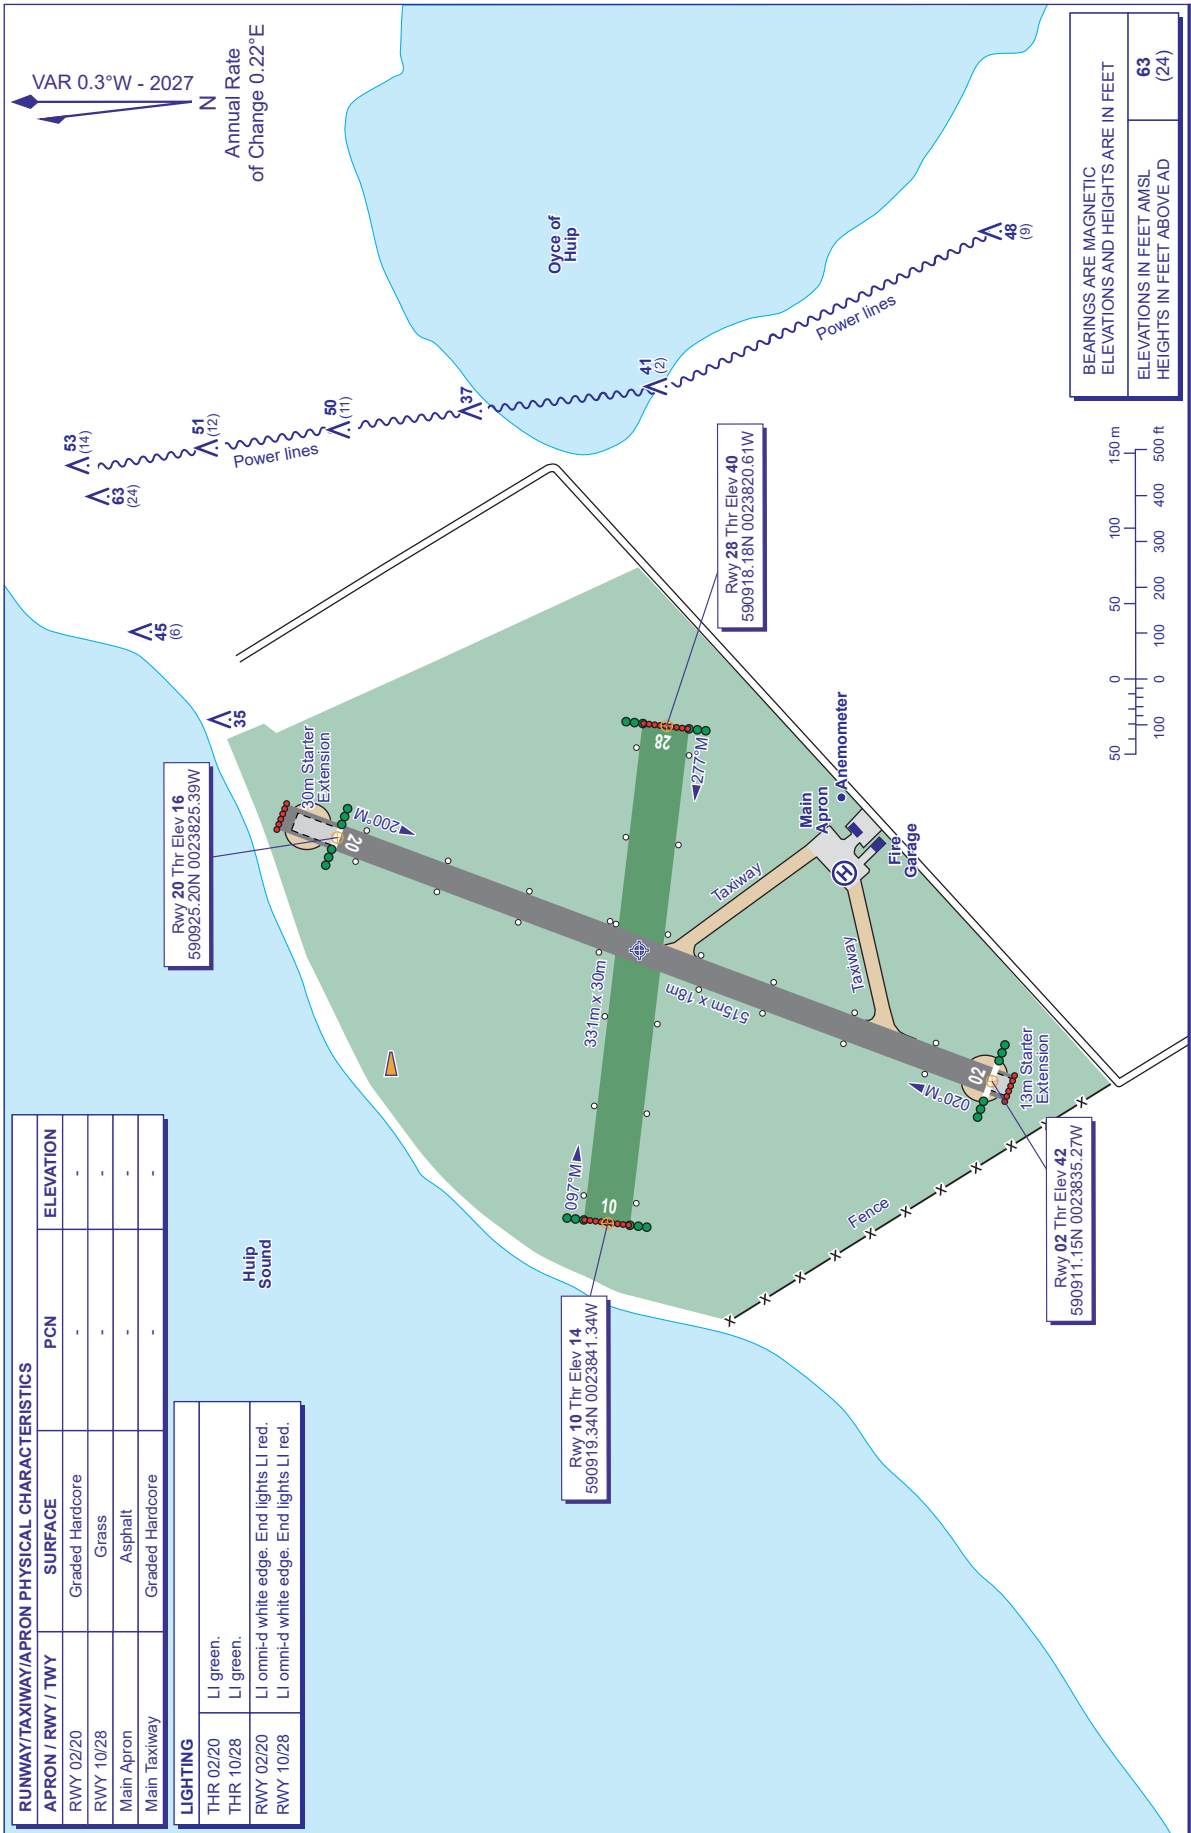 RUNWAY/TAXIWAY/APRON PHYSICAL CHARACTERISTICS
APRON / RWY / TWY SURFACE PCN ELEVATION
RWY 02/20 Graded Hardcore - -
RWY 10/28 Grass - -
Main Apron Asphalt - -
Main Taxiway Graded Hardcore - -
LIGHTING
THR 02/20 LI green.
THR 10/28 LI green.
RWY 02/20 LI omni-d white edge. End lights LI red.
RWY 10/28 LI omni-d white edge. End lights LI red.
VAR 0.3°W - 2027
N
Annual Rate
of Change 0.22°E
Huip
Sound
Oyce of
Huip
53
(14)
63
(24)
51
(12)
50
(11)
37
41
(2)
48
(9)
45
(6)
35
Power lines
Power lines
Rwy 20 Thr Elev 16
590925.20N 0023825.39W
30m Starter
Extension
20
200°M
Rwy 28 Thr Elev 40
590918.18N 0023820.61W
28
277°M
331m x 30m
515m x 18m
097°M
10
Rwy 10 Thr Elev 14
590919.34N 0023841.34W
Taxiway
Taxiway
Main
Apron
Anemometer
H
Fire
Garage
02
020°M
13m Starter
Extension
Rwy 02 Thr Elev 42
590911.15N 0023835.27W
Fence
50 0 50 100 150 m
100 0 100 200 300 400 500 ft
BEARINGS ARE MAGNETIC
ELEVATIONS AND HEIGHTS ARE IN FEET
ELEVATIONS IN FEET AMSL 63
HEIGHTS IN FEET ABOVE AD (24)